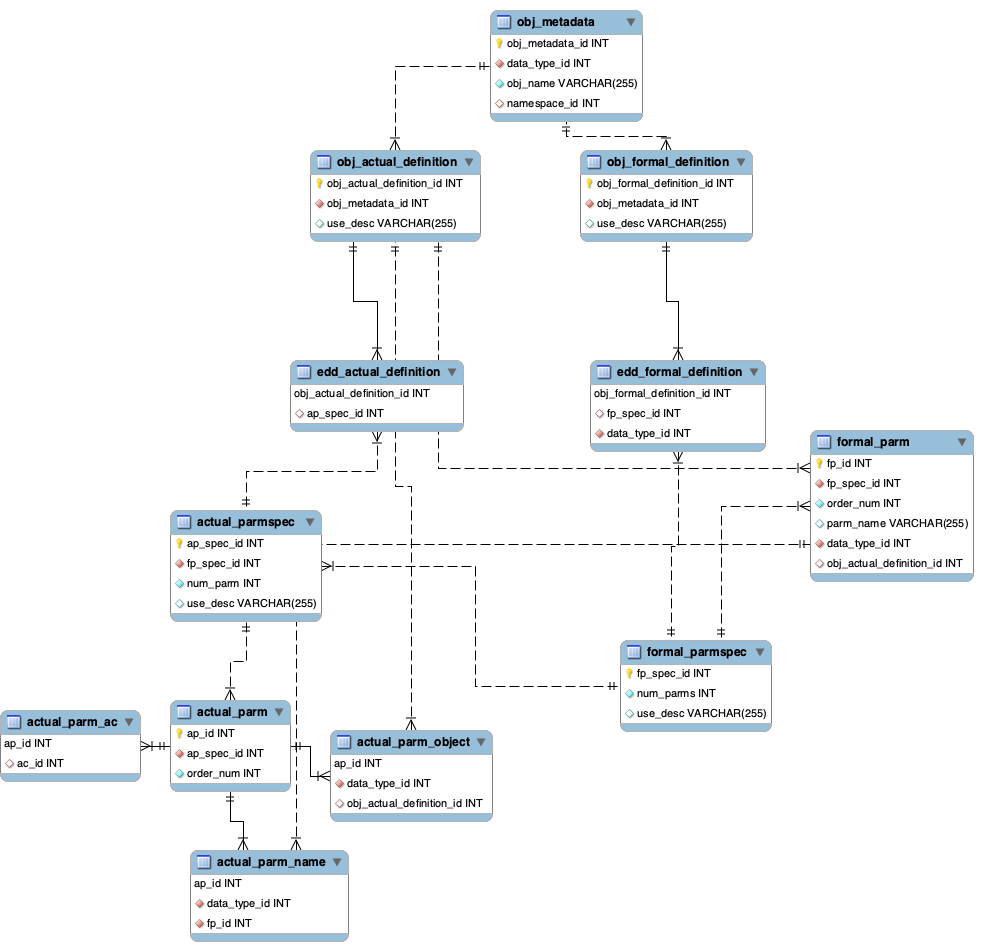 obj_metadata
obj_metadata_id INT
data_type_id INT
obj_name VARCHAR(255)
namespace_id INT
obj_actual_definition
obj_actual_definition_id INT
obj_metadata_id INT
use_desc VARCHAR(255)
obj_formal_definition
obj_formal_definition_id INT
obj_metadata_id INT
use_desc VARCHAR(255)
edd_actual_definition
obj_actual_definition_id INT
ap_spec_id INT
edd_formal_definition
obj_formal_definition_id INT
fp_spec_id INT
data_type_id INT
formal_parm
fp_id INT
fp_spec_id INT
order_num INT
parm_name VARCHAR(255)
data_type_id INT
obj_actual_definition_id INT
actual_parmspec
ap_spec_id INT
fp_spec_id INT
num_parm INT
use_desc VARCHAR(255)
formal_parmspec
fp_spec_id INT
num_parms INT
use_desc VARCHAR(255)
actual_parm_ac
ap_id INT
ac_id INT
actual_parm
ap_id INT
ap_spec_id INT
order_num INT
actual_parm_object
ap_id INT
data_type_id INT
obj_actual_definition_id INT
actual_parm_name
ap_id INT
data_type_id INT
fp_id INT